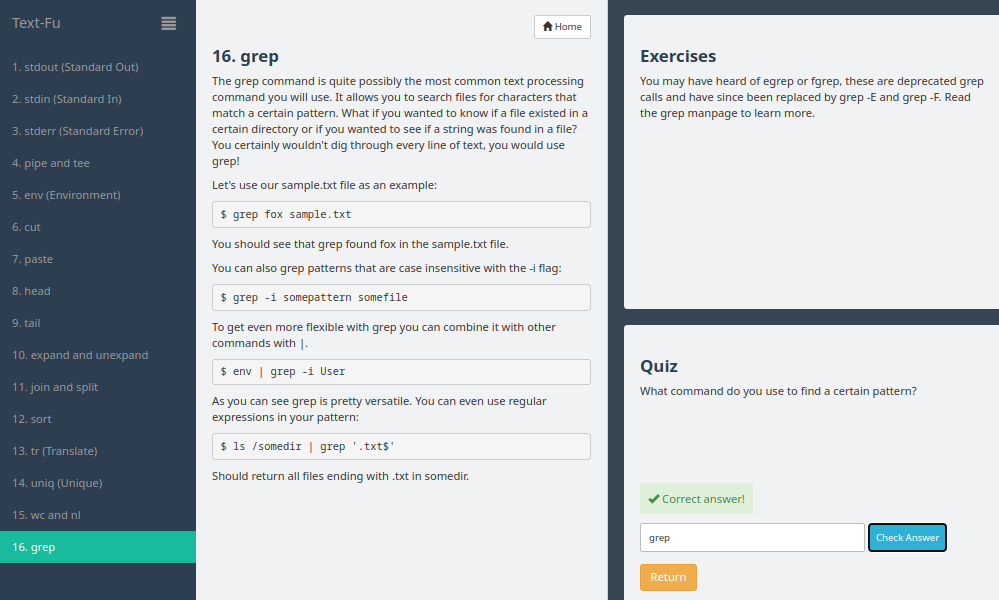 Text-Fu
1. stdout (Standard Out)
2. stdin (Standard In)
3. stderr (Standard Error)
4. pipe and tee
5. env (Environment)
6. cut
7. paste
8. head
9. tail
10. expand and unexpand
11. join and split
12. sort
13. tr (Translate)
14. uniq (Unique)
15. wc and nl
16. grep
Home
16. grep
The grep command is quite possibly the most common text processing
command you will use. It allows you to search files for characters that
match a certain pattern. What if you wanted to know if a file existed in a
certain directory or if you wanted to see if a string was found in a file?
You certainly wouldn't dig through every line of text, you would use
grep!
Let's use our sample.txt file as an example:
$ grep fox sample.txt
You should see that grep found fox in the sample.txt file.
You can also grep patterns that are case insensitive with the -i flag:
$ grep -i somepattern somefile
To get even more flexible with grep you can combine it with other
commands with |.
$ env | grep -i User
As you can see grep is pretty versatile. You can even use regular
expressions in your pattern:
$ ls /somedir | grep '.txt$'
Should return all files ending with .txt in somedir.
Exercises
You may have heard of egrep or fgrep, these are deprecated grep
calls and have since been replaced by grep -E and grep -F. Read
the grep manpage to learn more.
Quiz
What command do you use to find a certain pattern?
Correct answer!
grep
Check Answer
Return